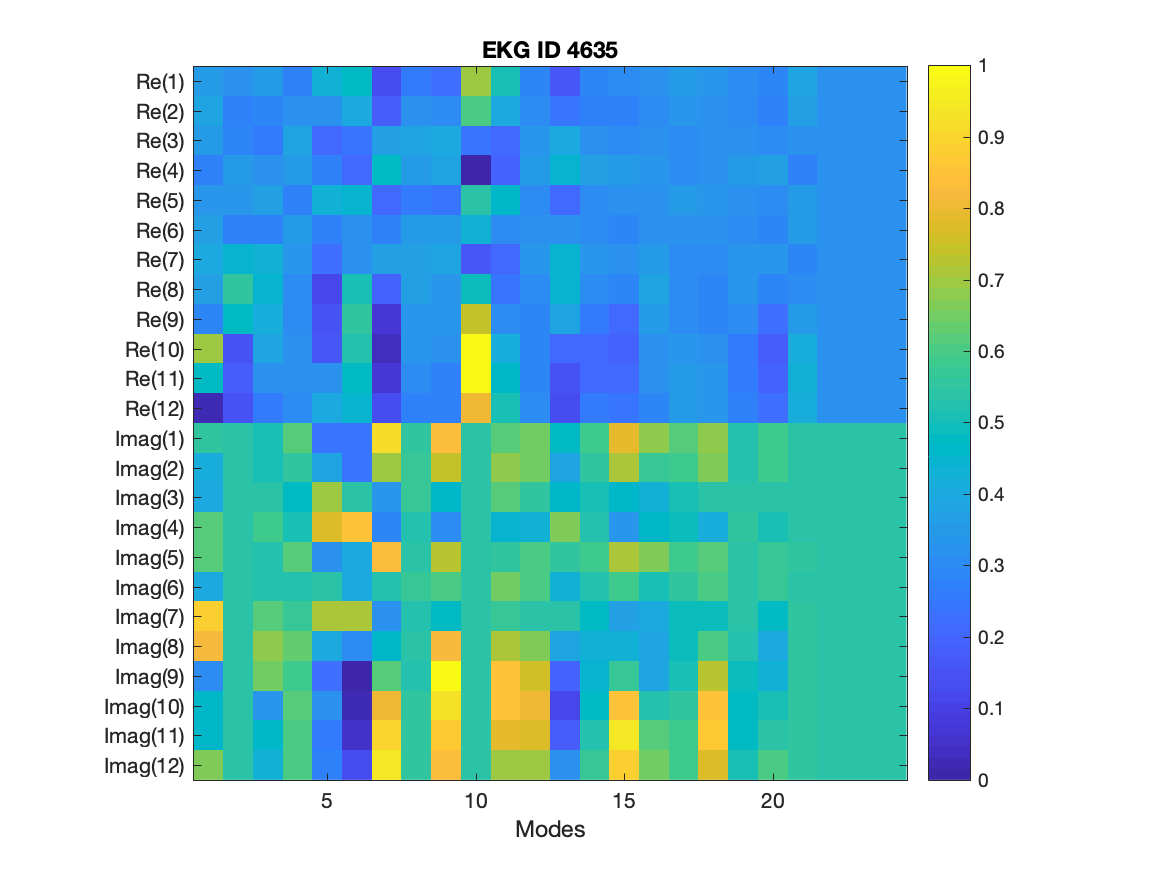 EKG ID 4635
Re(1)
Re(2)
Re(3)
Re(4)
Re(5)
Re(6)
Re(7)
Re(8)
Re(9)
Re(10)
Re(11)
Re(12)
Imag(1)
Imag(2)
Imag(3)
Imag(4)
Imag(5)
Imag(6)
Imag(7)
Imag(8)
Imag(9)
Imag(10)
Imag(11)
Imag(12)
5 10 15 20
Modes
1
0.9
0.8
0.7
0.6
0.5
0.4
0.3
0.2
0.1
0